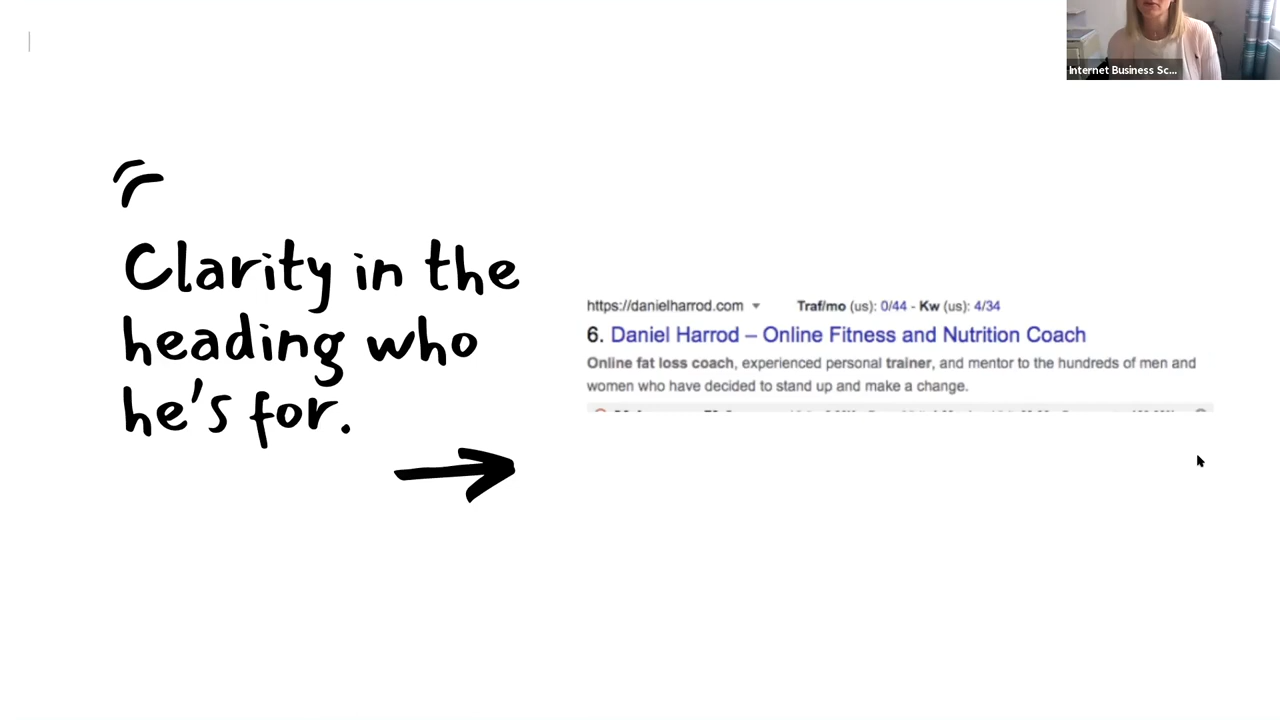 Internet Business Sc...
Clarity in the
heading who
he's for.
https://danielharrod.com Traf/mo (us): 0/44 - Kw (us): 4/34
6. Daniel Harrod – Online Fitness and Nutrition Coach
Online fat loss coach, experienced personal trainer, and mentor to the hundreds of men and
women who have decided to stand up and make a change.